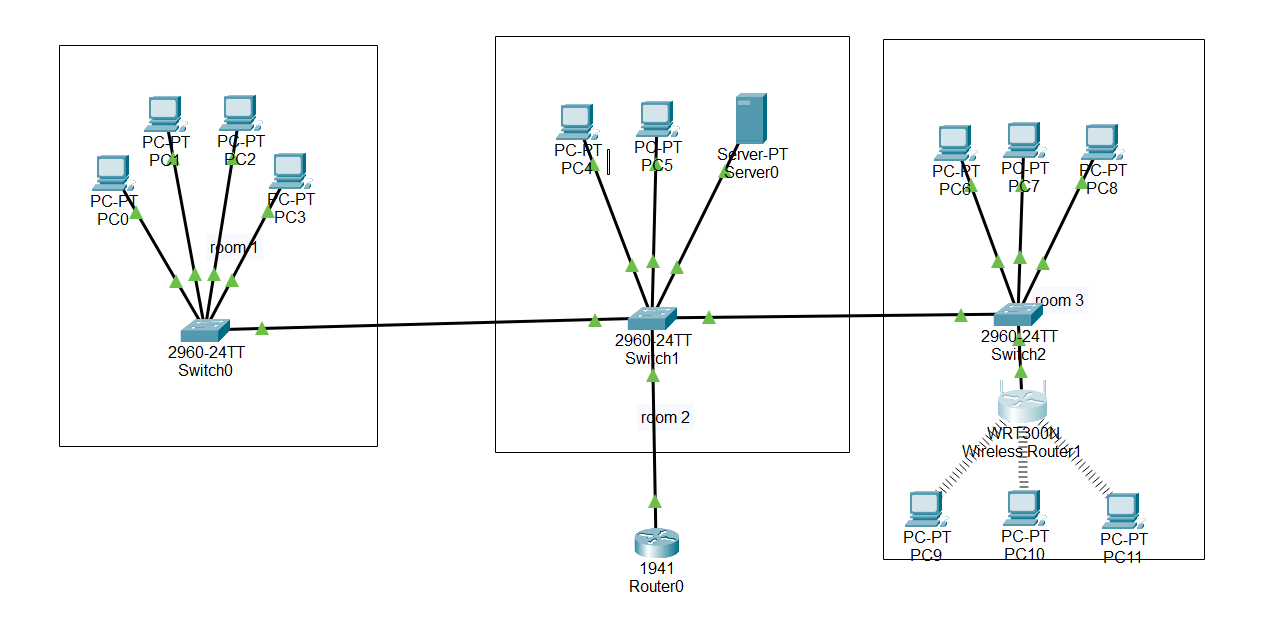 PC-PT
PC1
PC-PT
PC2
PC-PT
PC0
PC-PT
PC3
room 1
2960-24TT
Switch0
PC-PT
PC4
PC-PT
PC5
Server-PT
Server0
2960-24TT
Switch1
room 2
1941
Router0
PC-PT
PC6
PC-PT
PC7
PC-PT
PC8
room 3
2960-24TT
Switch2
WRT300N
Wireless Router1
PC-PT
PC9
PC-PT
PC10
PC-PT
PC11